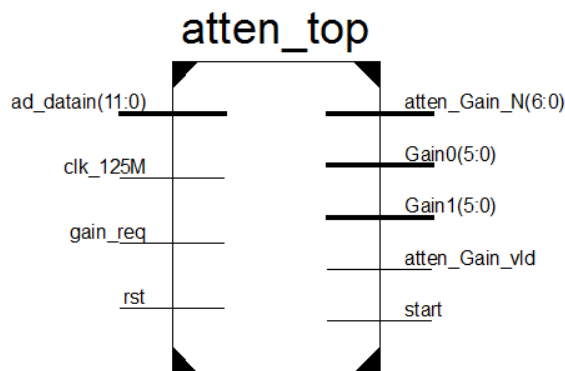 atten_top
ad_datain(11:0)
clk_125M
gain_req
rst
atten_Gain_N(6:0)
Gain0(5:0)
Gain1(5:0)
atten_Gain_vld
start